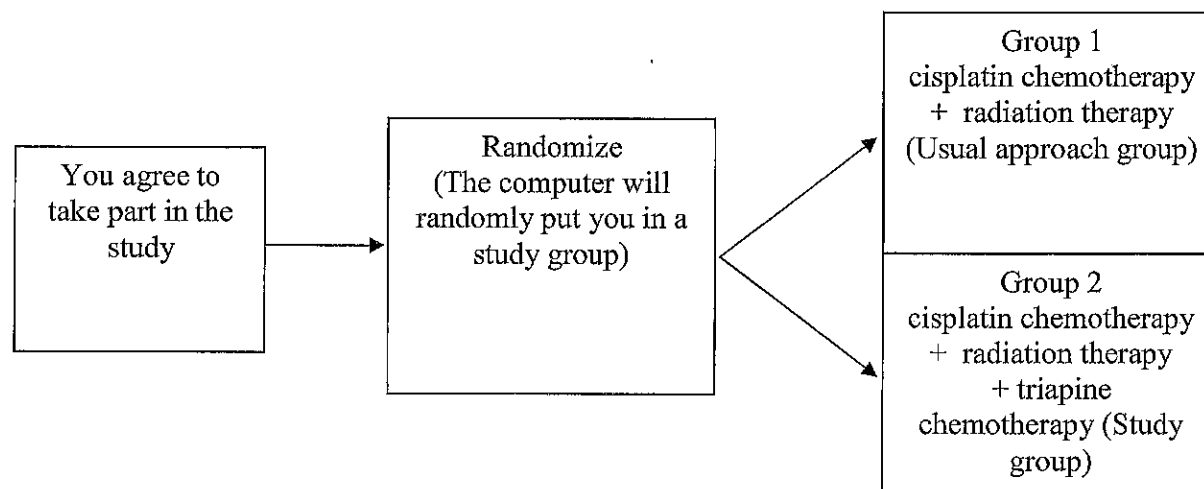 You agree to
take part in the
study
Randomize
(The computer will
randomly put you in a
study group)
Group 1
cisplatin chemotherapy
+ radiation therapy
(Usual approach group)
Group 2
cisplatin chemotherapy
+ radiation therapy
+ triapine
chemotherapy (Study
group)